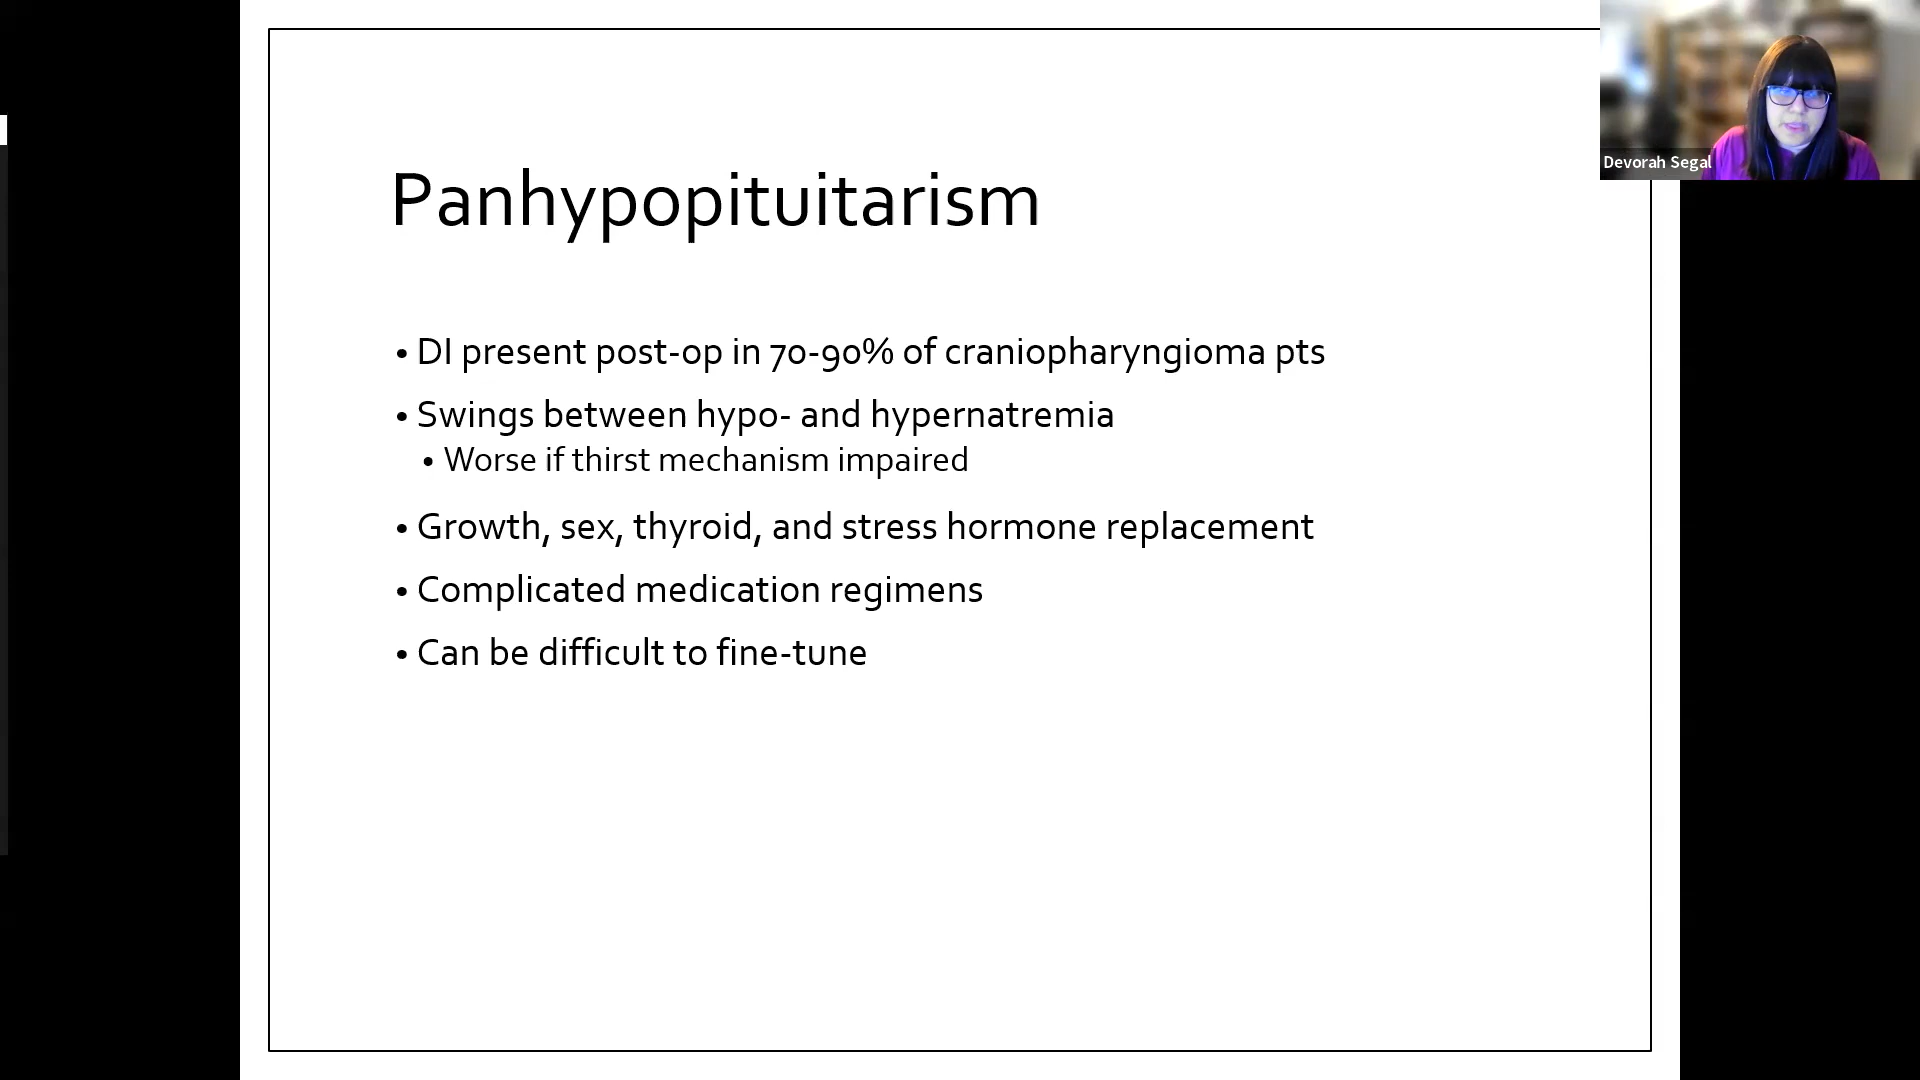 Panhypopituitarism
• DI present post-op in 70-90% of craniopharyngioma pts
• Swings between hypo- and hypernatremia
• Worse if thirst mechanism impaired
• Growth, sex, thyroid, and stress hormone replacement
• Complicated medication regimens
• Can be difficult to fine-tune
Devorah Segal